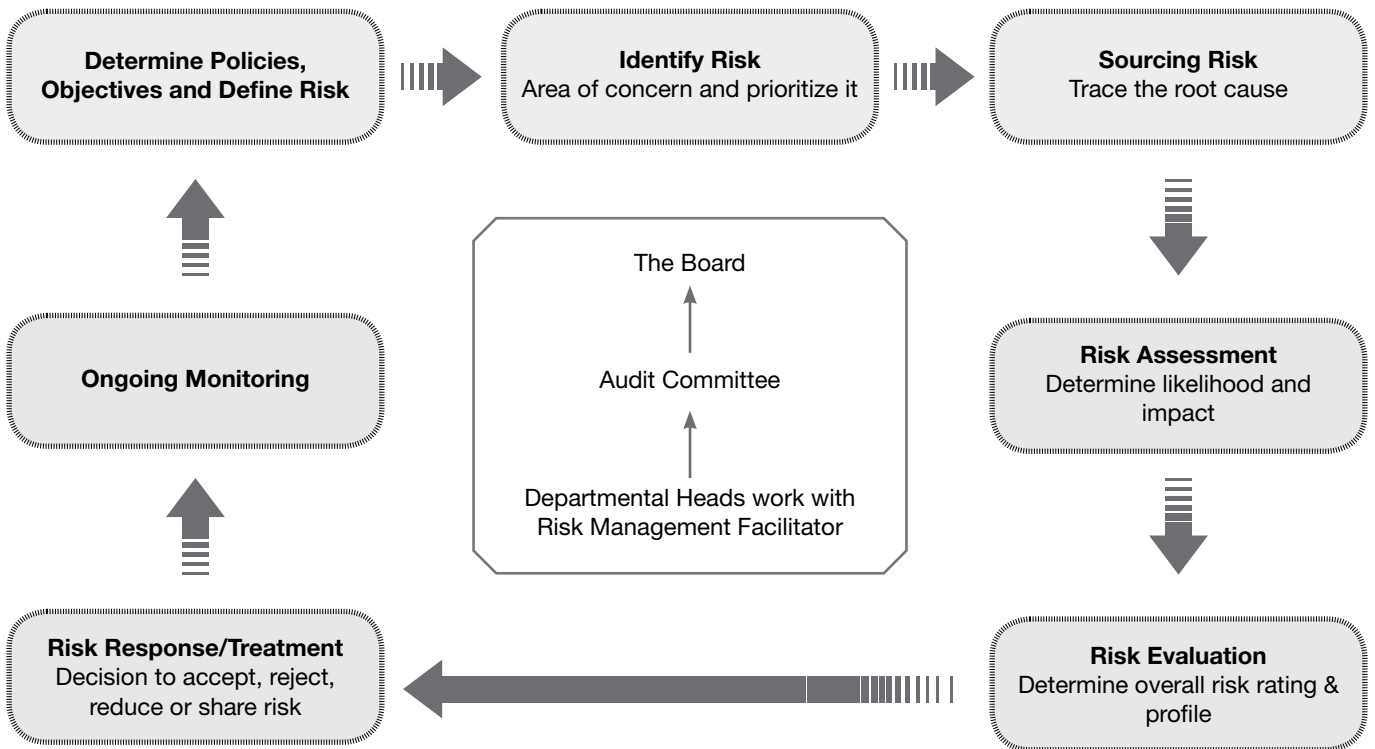 Determine Policies,
Objectives and Define Risk
Identify Risk
Area of concern and prioritize it
Sourcing Risk
Trace the root cause
The Board
Audit Committee
Departmental Heads work with
Risk Management Facilitator
Ongoing Monitoring
Risk Assessment
Determine likelihood and
impact
Risk Response/Treatment
Decision to accept, reject,
reduce or share risk
Risk Evaluation
Determine overall risk rating &
profile